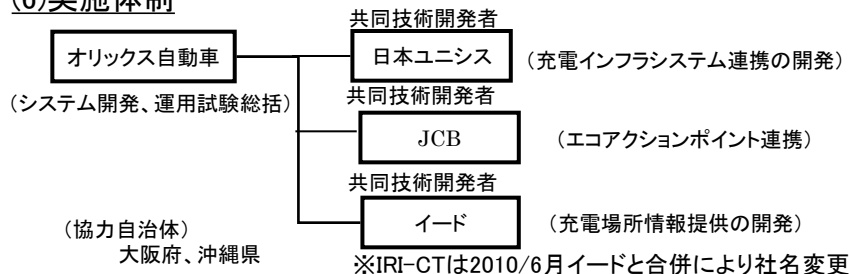 (6)実施体制
共同技術開発者
オリックス自動車
日本ユニシス
(充電インフラシステム連携の開発)
(システム開発、運用試験総括)
共同技術開発者
JCB
(エコアクションポイント連携)
共同技術開発者
イード
(充電場所情報提供の開発)
(協力自治体)
大阪府、沖縄県
※IRI-CTは2010/6月イードと合併により社名変更